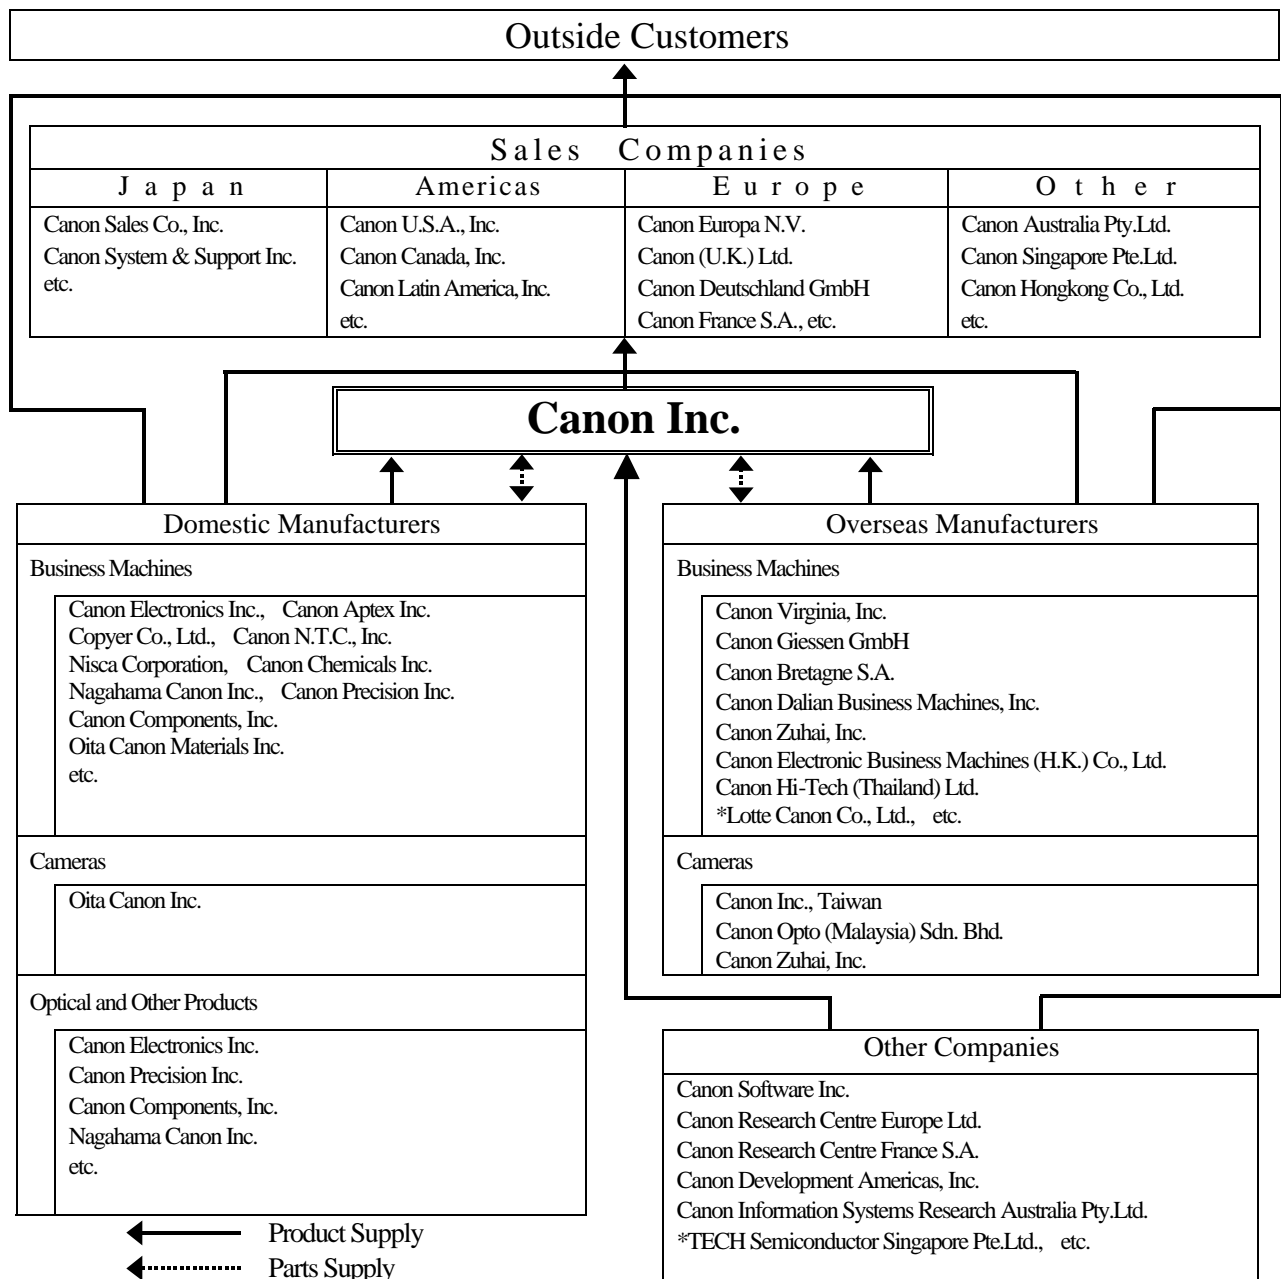 Outside Customers
Sales Companies
Japan
Canon Sales Co., Inc.
Canon System & Support Inc.
etc.
Americas
Canon U.S.A., Inc.
Canon Canada, Inc.
Canon Latin America, Inc.
etc.
Europe
Canon Europa N.V.
Canon (U.K.) Ltd.
Canon Deutschland GmbH
Canon France S.A., etc.
Other
Canon Australia Pty.Ltd.
Canon Singapore Pte.Ltd.
Canon Hongkong Co., Ltd.
etc.
Canon Inc.
Domestic Manufacturers
Business Machines
Canon Electronics Inc., Canon Aptex Inc.
Copyer Co., Ltd., Canon N.T.C., Inc.
Nisca Corporation, Canon Chemicals Inc.
Nagahama Canon Inc., Canon Precision Inc.
Canon Components, Inc.
Oita Canon Materials Inc.
etc.
Cameras
Oita Canon Inc.
Optical and Other Products
Canon Electronics Inc.
Canon Precision Inc.
Canon Components, Inc.
Nagahama Canon Inc.
etc.
Overseas Manufacturers
Business Machines
Canon Virginia, Inc.
Canon Giessen GmbH
Canon Bretagne S.A.
Canon Dalian Business Machines, Inc.
Canon Zuhai, Inc.
Canon Electronic Business Machines (H.K.) Co., Ltd.
Canon Hi-Tech (Thailand) Ltd.
*Lotte Canon Co., Ltd., etc.
Cameras
Canon Inc., Taiwan
Canon Opto (Malaysia) Sdn. Bhd.
Canon Zuhai, Inc.
Other Companies
Canon Software Inc.
Canon Research Centre Europe Ltd.
Canon Research Centre France S.A.
Canon Development Americas, Inc.
Canon Information Systems Research Australia Pty.Ltd.
*TECH Semiconductor Singapore Pte.Ltd., etc.
Product Supply
Parts Supply